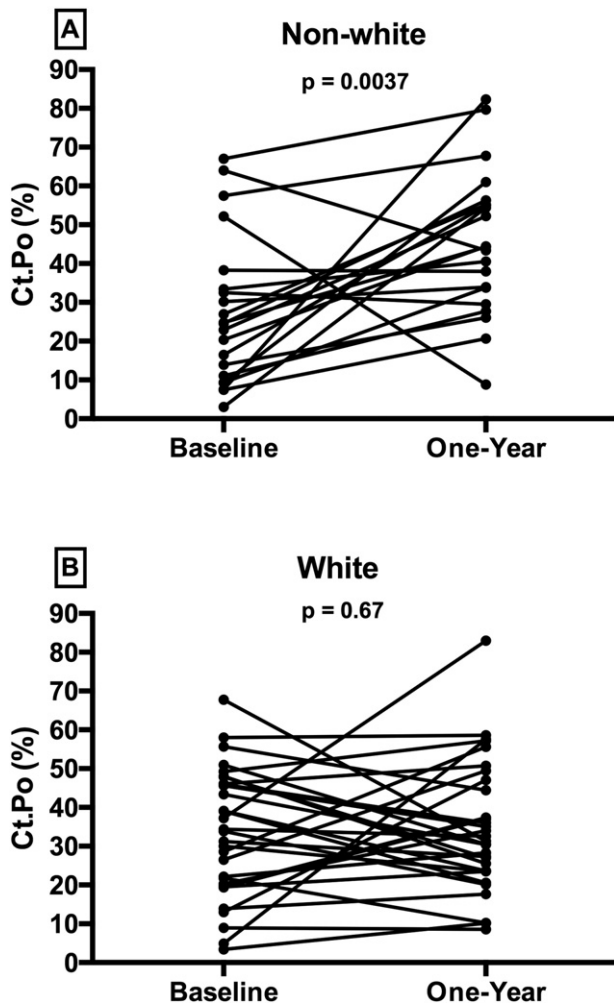 A
Non-white
p = 0.0037
Ct.Po (%)
90
80
70
60
50
40
30
20
10
0
Baseline One-Year
B
White
p = 0.67
Ct.Po (%)
90
80
70
60
50
40
30
20
10
0
Baseline One-Year